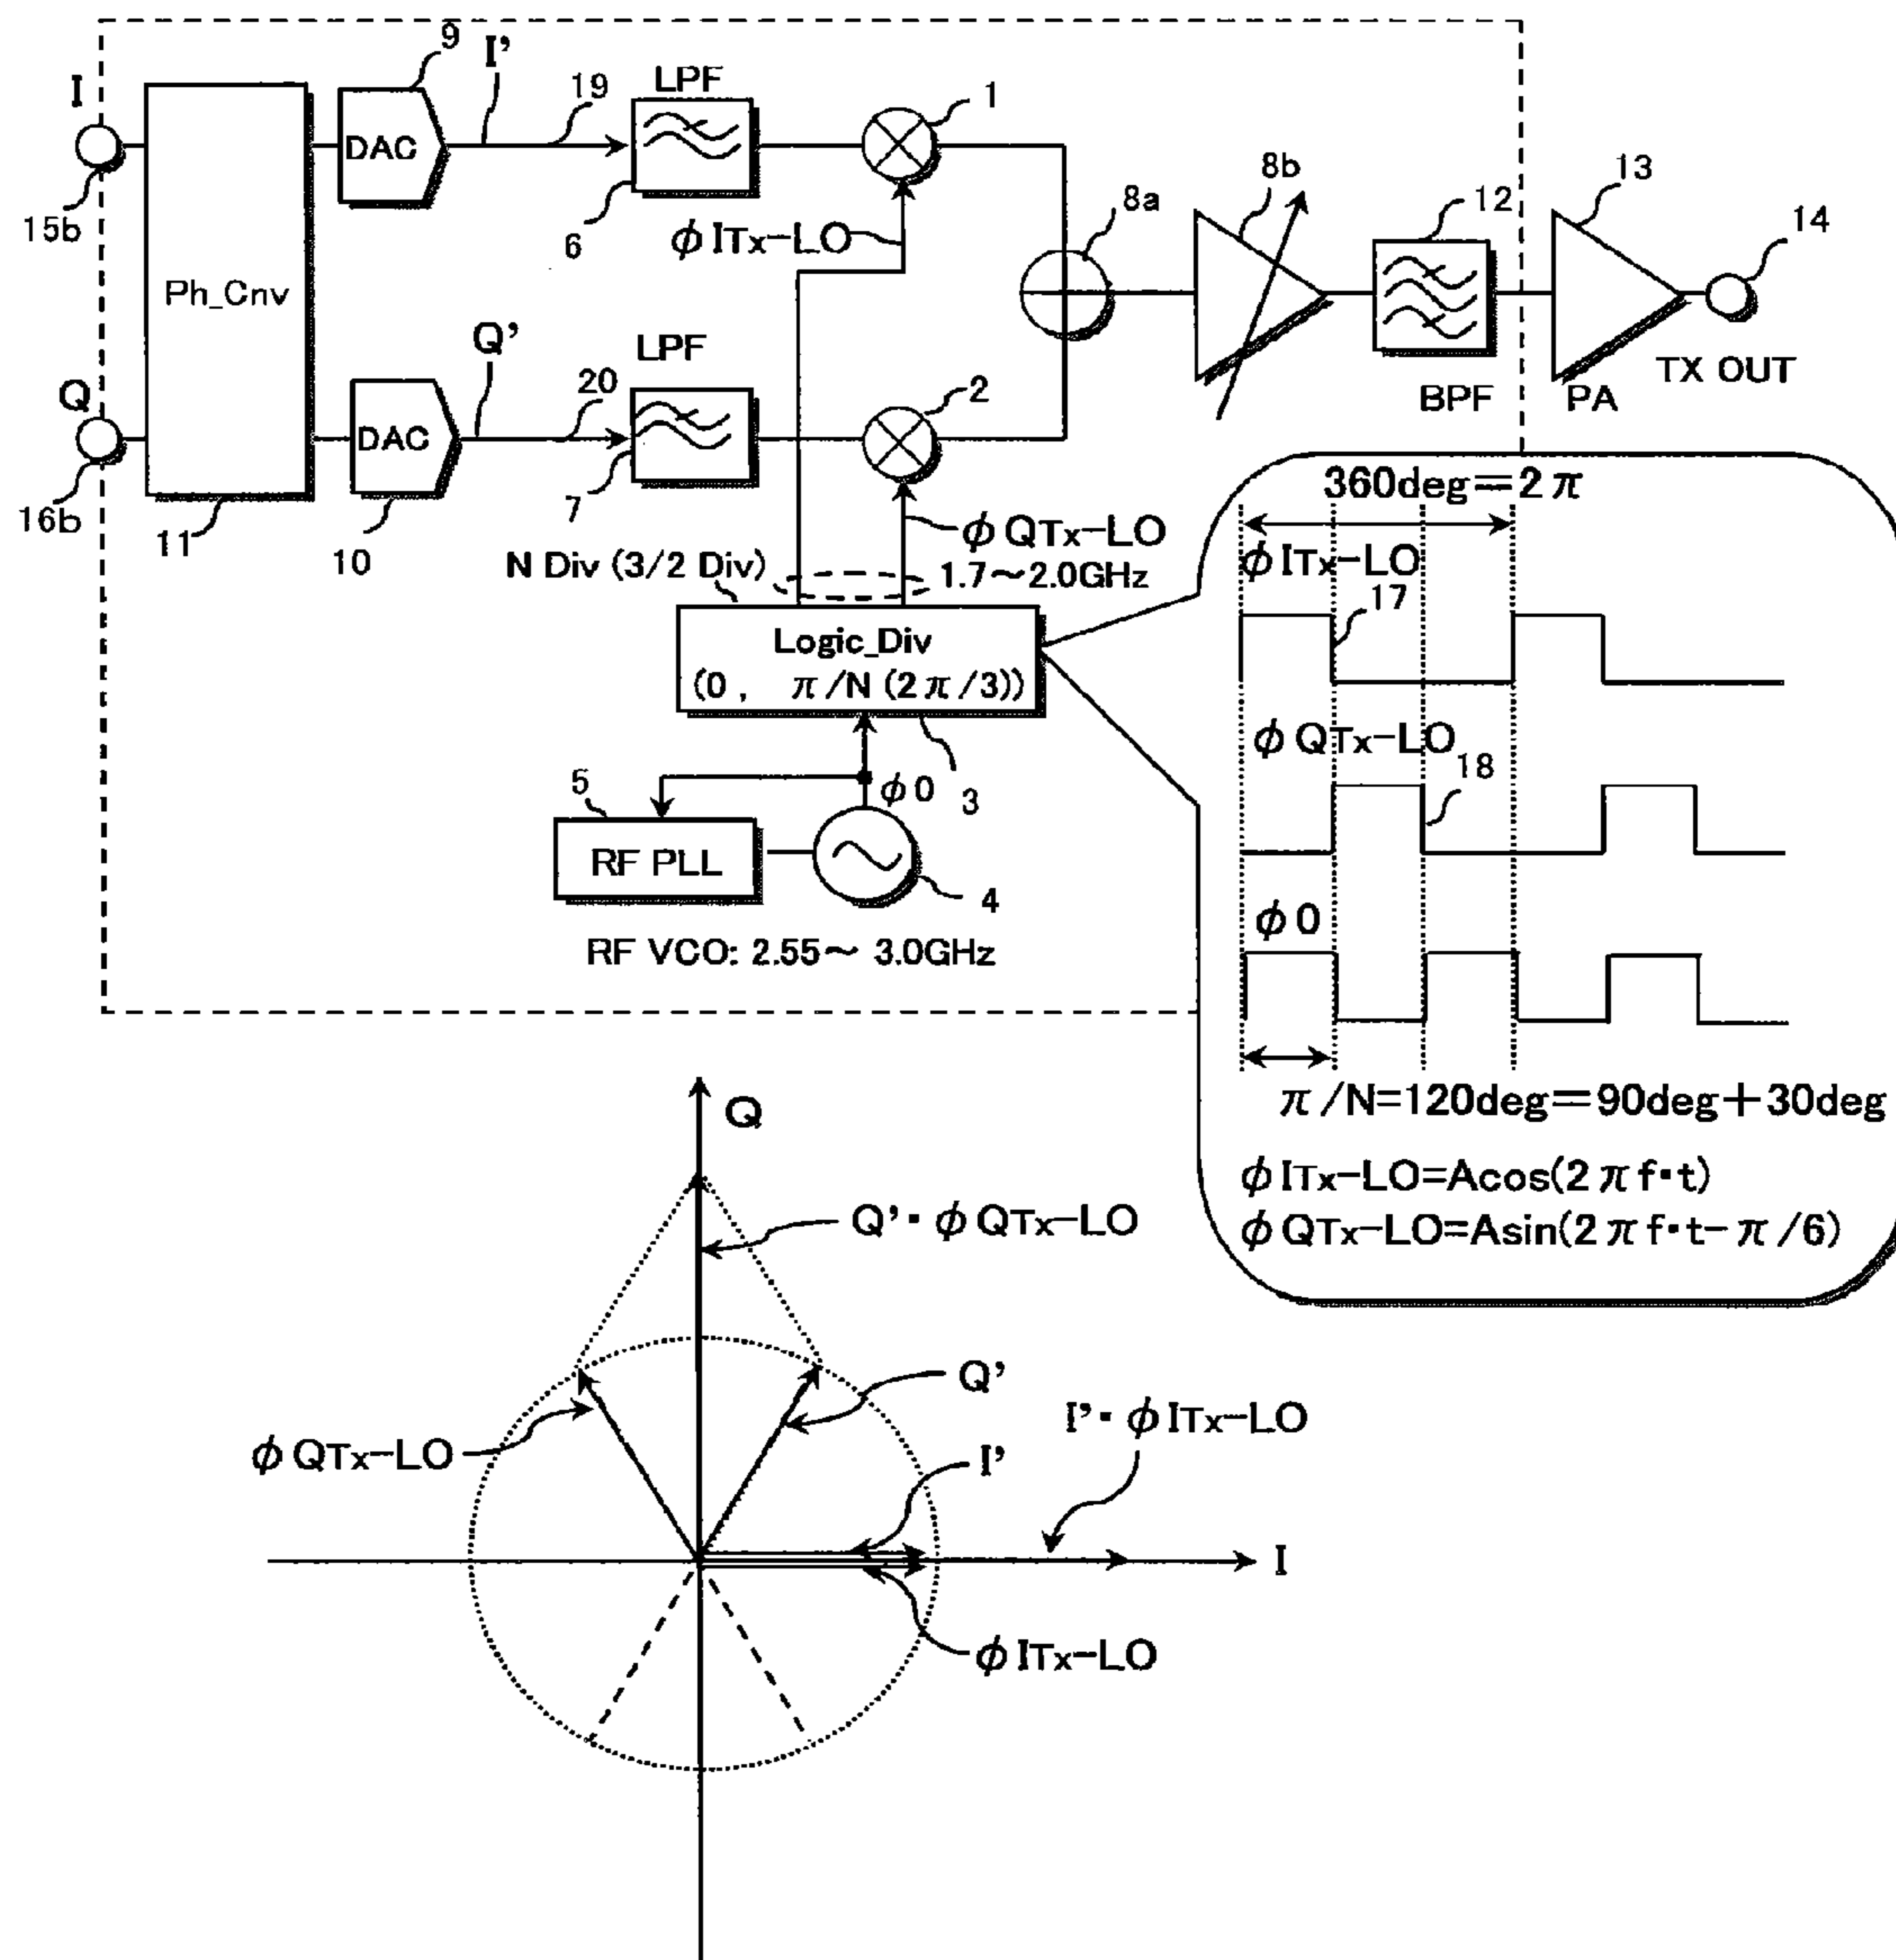 9
I'
I
LPF
19
1
DAC
8b
13
8a
12
14
15b
6
φ ITx-LO
Ph_Cnv
Q'
LPF
Q
20
2
TX OUT
BPF
PA
DAC
7
360deg=2π
16b
11
10
φ QTx-LO
N Div (3/2 Div)
1.7~2.0GHz
φ ITx-LO
17
Logic_Div
(0, π/N (2π/3))
φ QTx-LO
18
5
φ0
3
RF PLL
4
φ0
RF VCO: 2.55~ 3.0GHz
π/N=120deg=90deg+30deg
Q
φ ITx-LO=Acos(2πf・t)
Q'・φ QTx-LO
φ QTx-LO=Asin(2πf・t-π/6)
Q'
I'・φ ITx-LO
φ QTx-LO
I'
I
φ ITx-LO